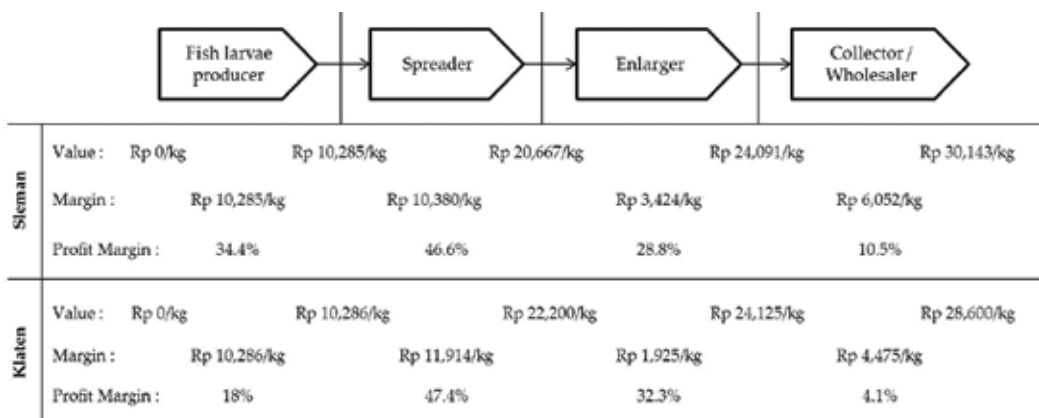 Fish larvae
producer
Spreader
Enlarger
Collector /
Wholesaler
Sleman
Value : Rp 0/kg Rp 10,285/kg Rp 20,667/kg Rp 24,091/kg Rp 30,143/kg
Margin : Rp 10,285/kg Rp 10,380/kg Rp 3,424/kg Rp 6,052/kg
Profit Margin : 34.4% 46.6% 28.8% 10.5%
Klaten
Value : Rp 0/kg Rp 10,286/kg Rp 22,200/kg Rp 24,125/kg Rp 28,600/kg
Margin : Rp 10,286/kg Rp 11,914/kg Rp 1,925/kg Rp 4,475/kg
Profit Margin : 18% 47.4% 32.3% 4.1%